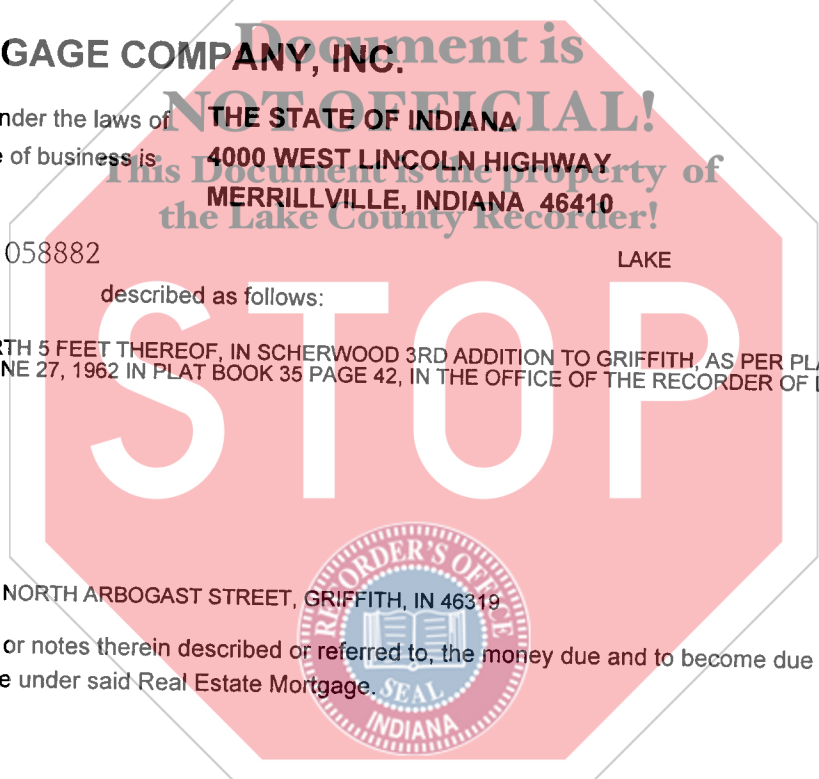 Document is
GAGE COMPANY, INC.
NOT OFFICIAL!
nder the laws of THE STATE OF INDIANA
e of business is 4000 WEST LINCOLN HIGHWAY
This Document is the property of
MERRILLVILLE, INDIANA 46410
the Lake County Recorder!
058882 LAKE
described as follows:
STOP
RTH 5 FEET THEREOF, IN SCHERWOOD 3RD ADDITION TO GRIFFITH, AS PER PLA
NE 27, 1962 IN PLAT BOOK 35 PAGE 42, IN THE OFFICE OF THE RECORDER OF L
RECORDER'S OFFICE
NORTH ARBOGAST STREET, GRIFFITH, IN 46319
or notes therein described or referred to, the money due and to become due
e under said Real Estate Mortgage.
SEAL
INDIANA